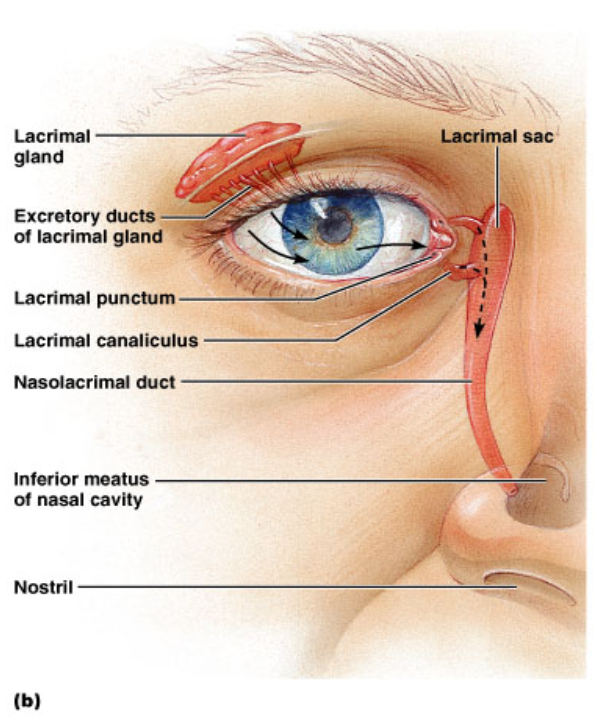 Lacrimal
gland
Lacrimal sac
Excretory ducts
of lacrimal gland
Lacrimal punctum
Lacrimal canaliculus
Nasolacrimal duct
Inferior meatus
of nasal cavity
Nostril
(b)